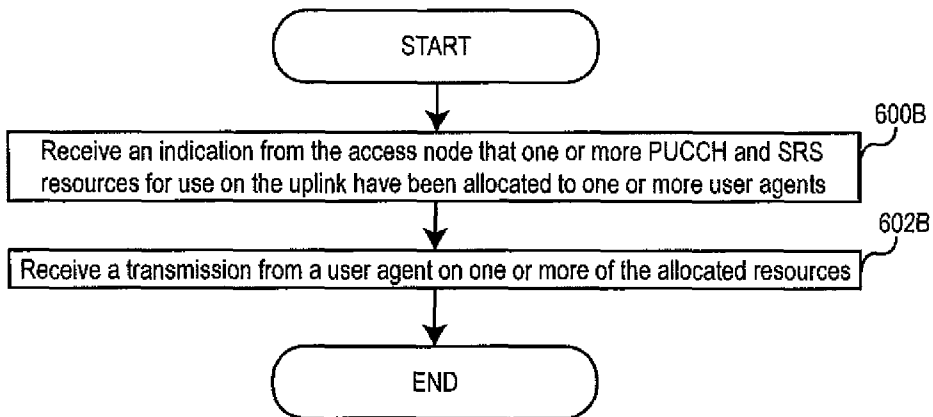 START
600B
Receive an indication from the access node that one or more PUCCH and SRS
resources for use on the uplink have been allocated to one or more user agents
602B
Receive a transmission from a user agent on one or more of the allocated resources
END